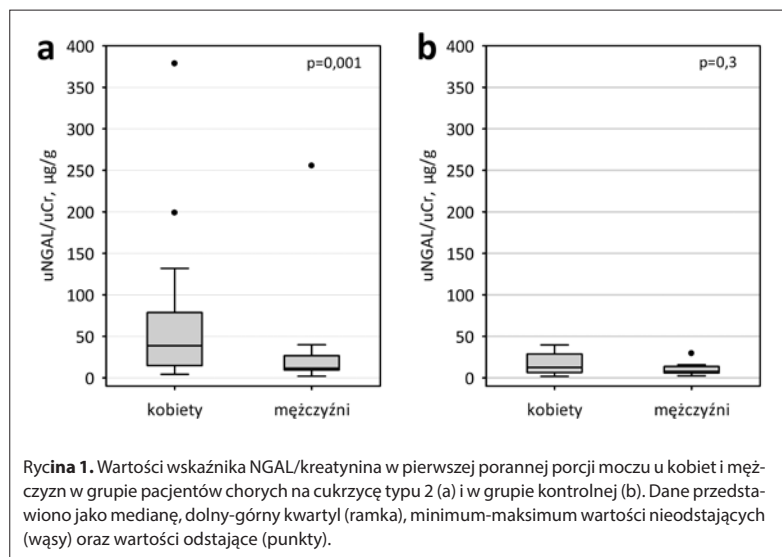 a
b
400
350
300
250
200
150
100
50
0
uNGAL/uCr, µg/g
p=0,001
kobiety
mężczyźni
400
350
300
250
200
150
100
50
0
uNGAL/uCr, µg/g
p=0,3
kobiety
mężczyźni
Rycina 1. Wartości wskaźnika NGAL/kreatynina w pierwszej porannej porcji moczu u kobiet i męż-
czyzn w grupie pacjentów chorych na cukrzycę typu 2 (a) i w grupie kontrolnej (b). Dane przedsta-
wiono jako medianę, dolny-górny kwartyl (ramka), minimum-maksimum wartości nieodstających
(wąsy) oraz wartości odstające (punkty).